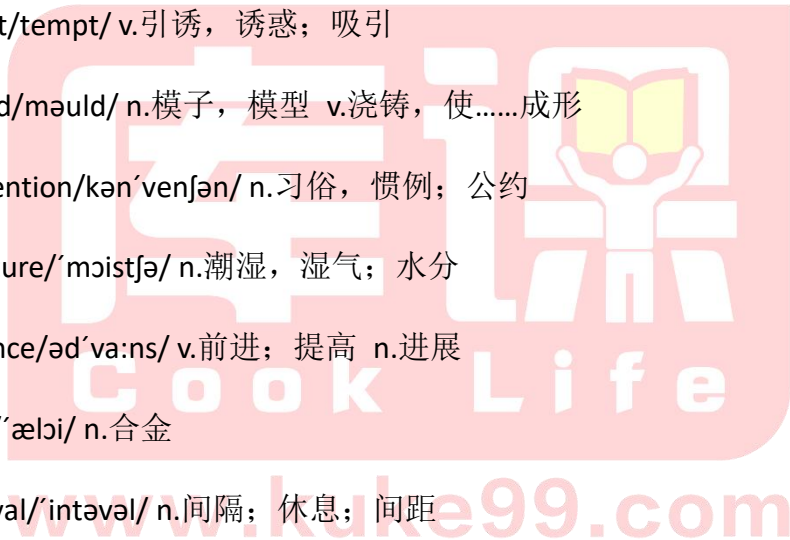 t/tempt/ v.引诱，诱惑；吸引
d/məuld/ n.模子，模型 v.浇铸，使……成形
ention/kənˊvenʃən/ n.习俗，惯例；公约
ure/ˊmɔistʃə/ n.潮湿，湿气；水分
nce/ədˊva:ns/ v.前进；提高 n.进展
/ˊælɔi/ n.合金
val/ˊintəvəl/ n.间隔；休息；间距
库课
Cook Life
www.kuke99.com